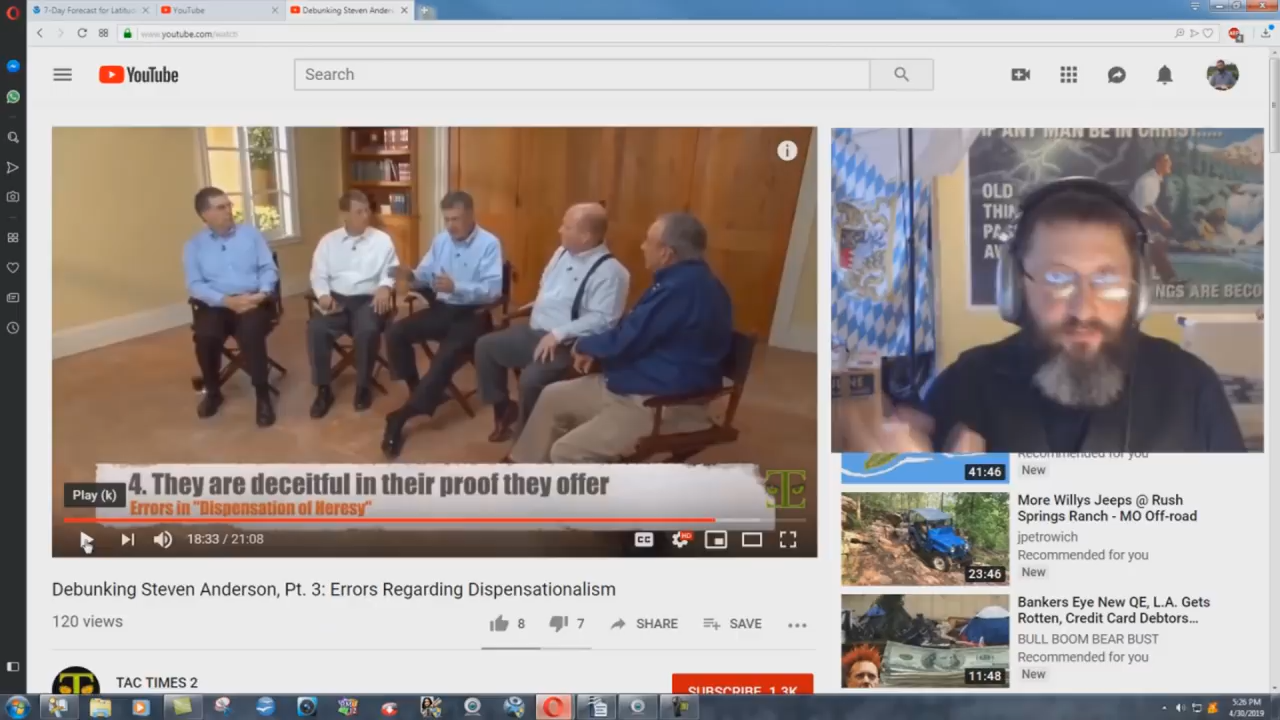 7-Day Forecast for Latitud
YouTube
Debunking Steven Ander
www.youtube.com/watch
YouTube
Search
IF ANY MAN BE IN CHRIST.....
OLD
THIN
PAS
AV
NGS ARE BECO
4. They are deceitful in their proof they offer
Errors in "Dispensation of Heresy"
Play (k)
18:33 / 21:08
CC
HD
Debunking Steven Anderson, Pt. 3: Errors Regarding Dispensationalism
120 views
8
7
SHARE
SAVE
TAC TIMES 2
SUBSCRIBE 1.3K
Recommended for you
New
41:46
More Willys Jeeps @ Rush
Springs Ranch - MO Off-road
jpetrowich
Recommended for you
New
23:46
Bankers Eye New QE, L.A. Gets
Rotten, Credit Card Debtors...
BULL BOOM BEAR BUST
Recommended for you
New
11:48
5:26 PM
4/30/2019